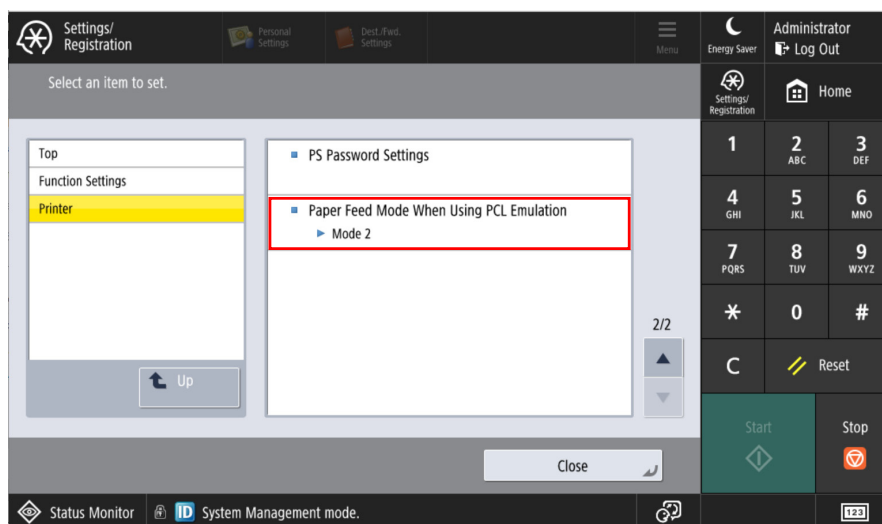 Settings/
Registration
Personal
Settings
Dest./Fwd.
Settings
Menu
Energy Saver
Administrator
Log Out
Select an item to set.
Settings/
Registration
Home
Top
Function Settings
Printer
Up
PS Password Settings
Paper Feed Mode When Using PCL Emulation
Mode 2
2/2
Close
1
2
ABC
3
DEF
4
GHI
5
JKL
6
MNO
7
PQRS
8
TUV
9
WXYZ
0
#
C
Reset
Start
Stop
Status Monitor
ID
System Management mode.
123